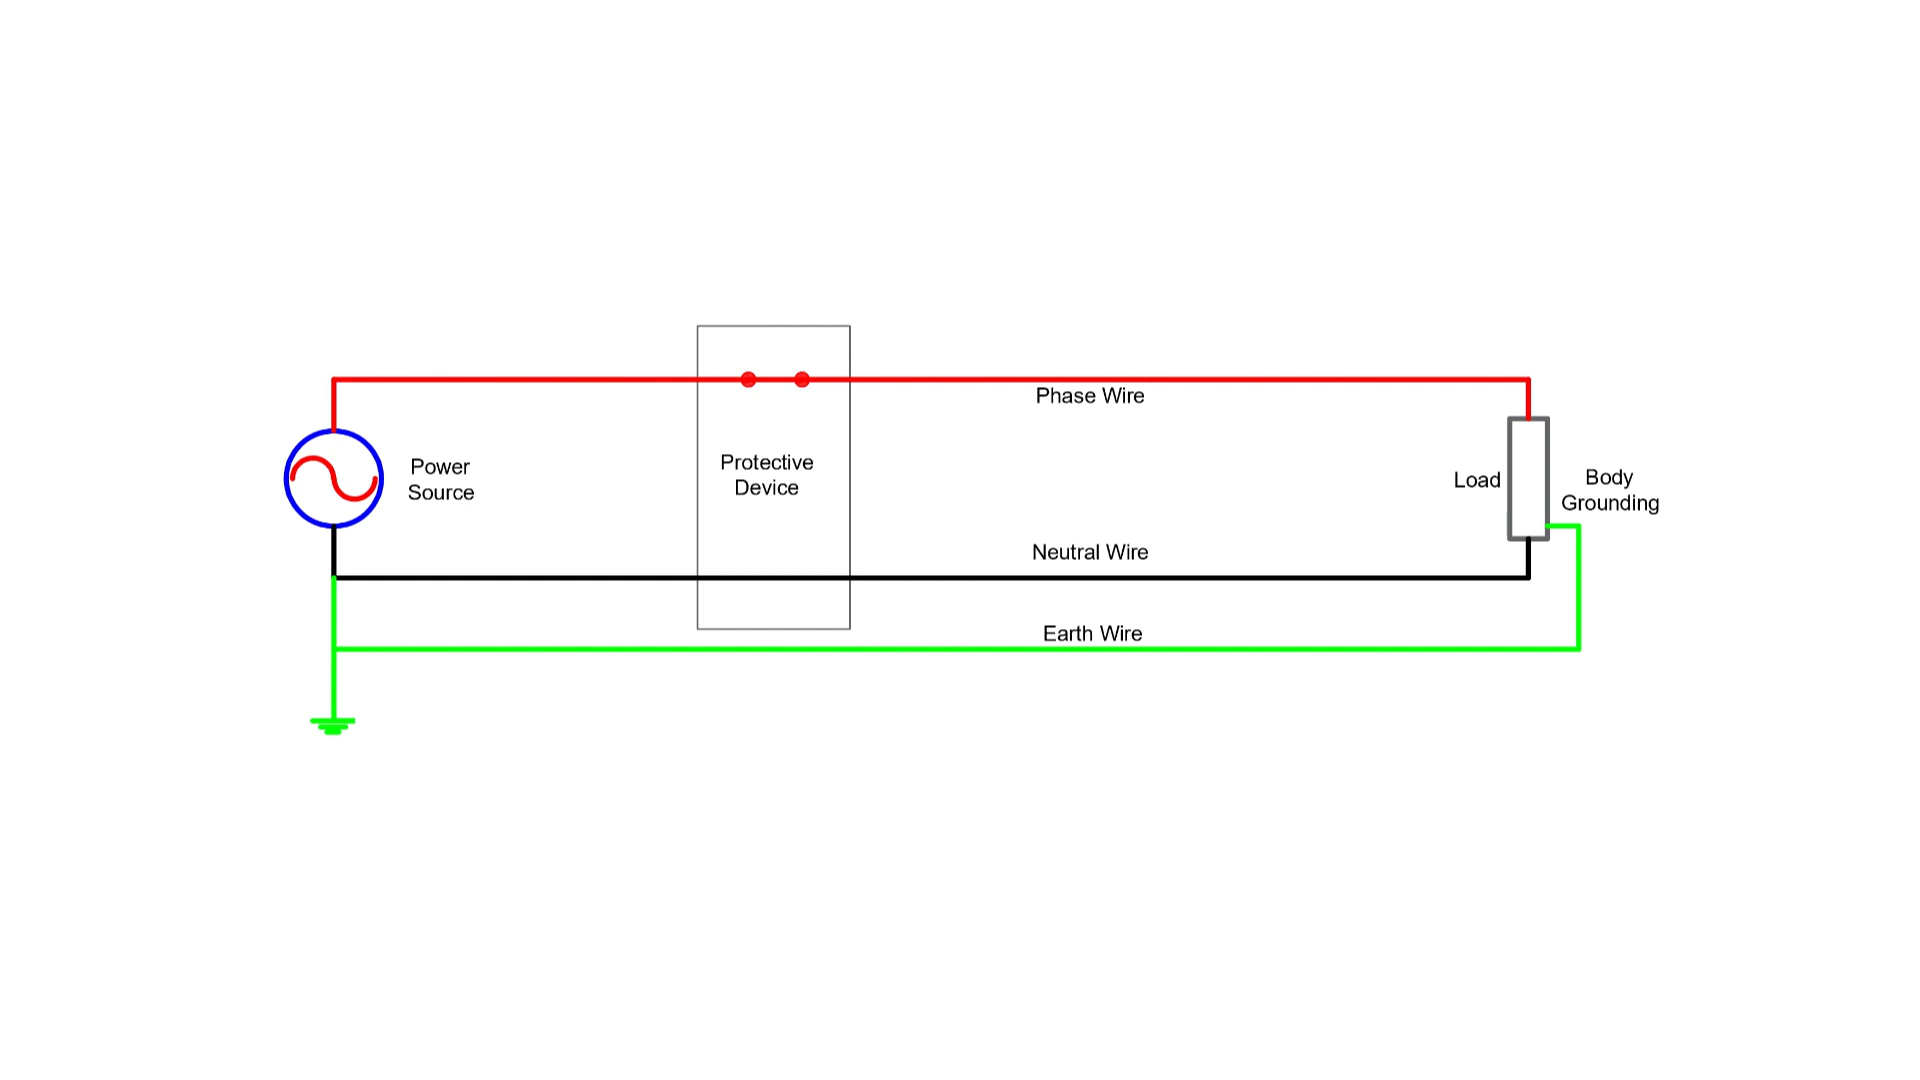 Phase Wire
Power
Source
Protective
Device
Load
Body
Grounding
Neutral Wire
Earth Wire